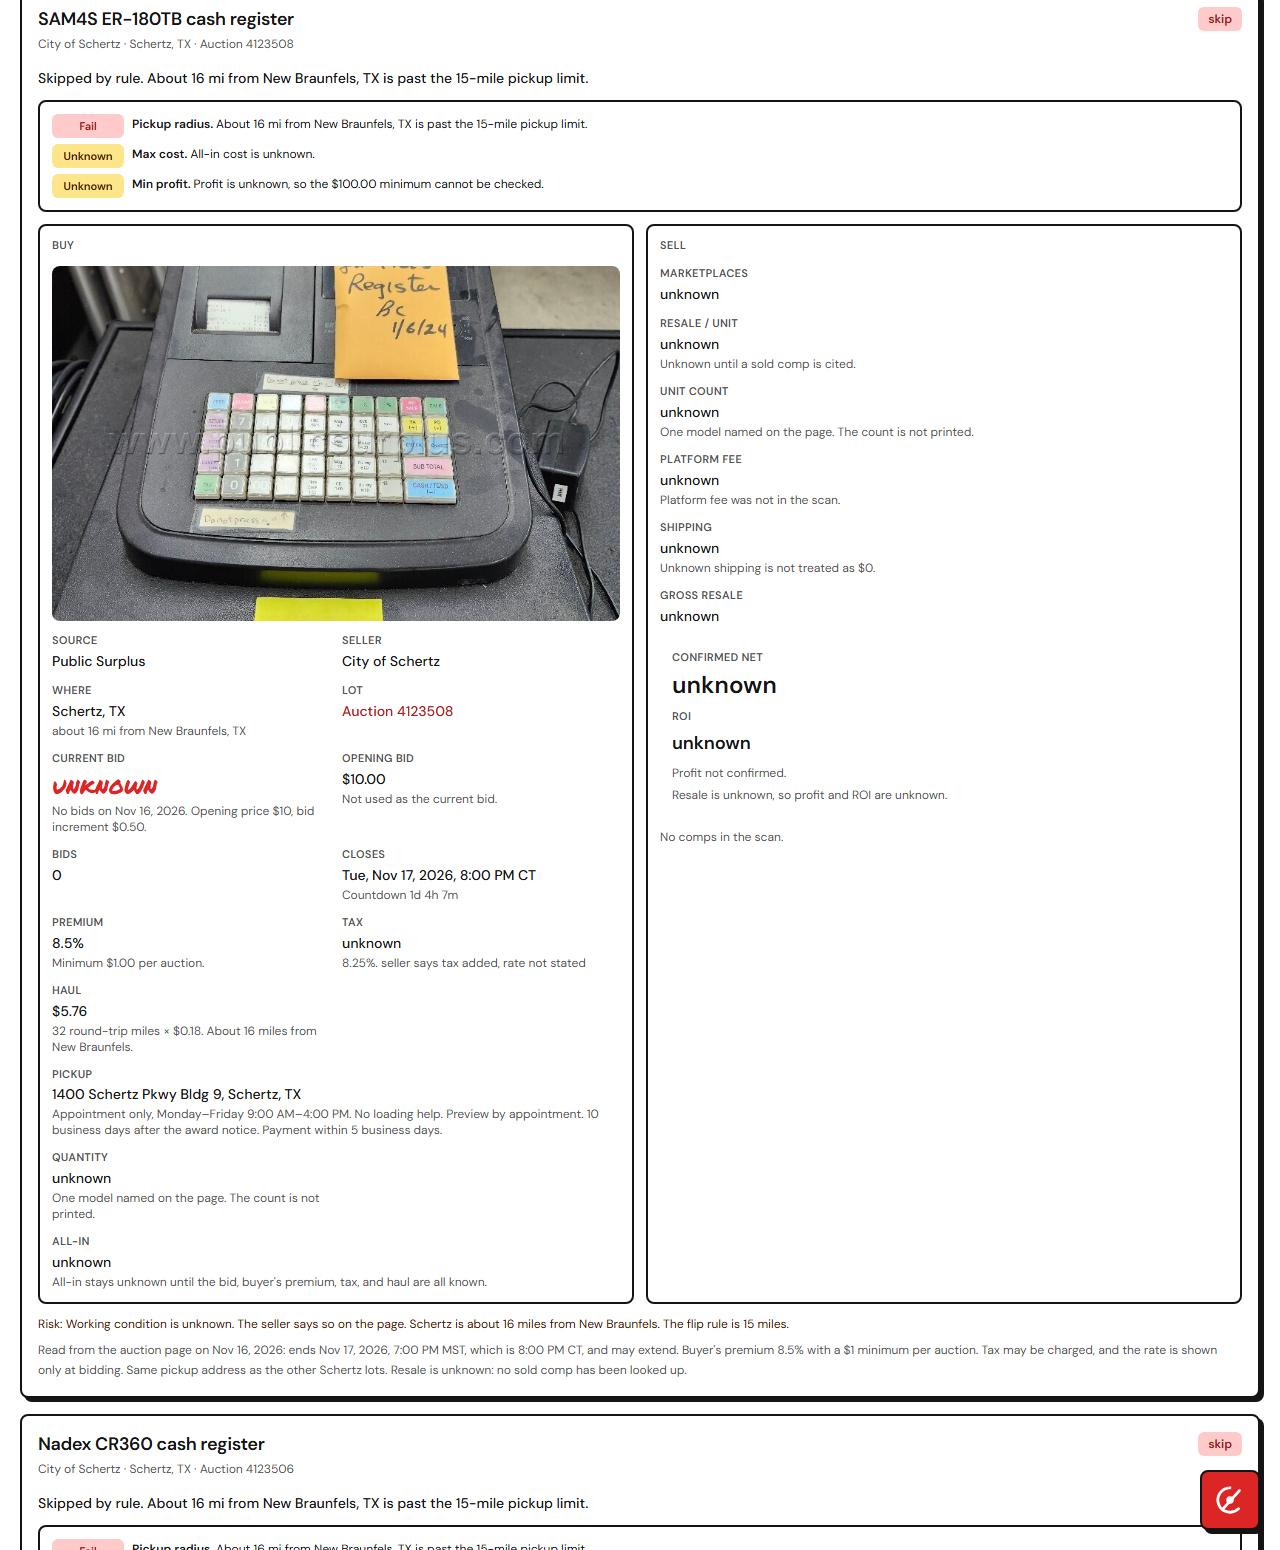 SAM4S ER-180TB cash register
skip
City of Schertz · Schertz, TX · Auction 4123508
Skipped by rule. About 16 mi from New Braunfels, TX is past the 15-mile pickup limit.
Fail Pickup radius. About 16 mi from New Braunfels, TX is past the 15-mile pickup limit.
Unknown Max cost. All-in cost is unknown.
Unknown Min profit. Profit is unknown, so the $100.00 minimum cannot be checked.
BUY
Register
BC
1/6/24
SUB TOTAL
CASH/TEND
SOURCE
Public Surplus
SELLER
City of Schertz
WHERE
Schertz, TX
about 16 mi from New Braunfels, TX
LOT
Auction 4123508
CURRENT BID
UNKNOWN
No bids on Nov 16, 2026. Opening price $10, bid
increment $0.50.
OPENING BID
$10.00
Not used as the current bid.
BIDS
0
CLOSES
Tue, Nov 17, 2026, 8:00 PM CT
Countdown 1d 4h 7m
PREMIUM
8.5%
Minimum $1.00 per auction.
TAX
unknown
8.25%. seller says tax added, rate not stated
HAUL
$5.76
32 round-trip miles × $0.18. About 16 miles from
New Braunfels.
PICKUP
1400 Schertz Pkwy Bldg 9, Schertz, TX
Appointment only, Monday–Friday 9:00 AM–4:00 PM. No loading help. Preview by appointment. 10
business days after the award notice. Payment within 5 business days.
QUANTITY
unknown
One model named on the page. The count is not
printed.
ALL-IN
unknown
All-in stays unknown until the bid, buyer's premium, tax, and haul are all known.
SELL
MARKETPLACES
unknown
RESALE / UNIT
unknown
Unknown until a sold comp is cited.
UNIT COUNT
unknown
One model named on the page. The count is not printed.
PLATFORM FEE
unknown
Platform fee was not in the scan.
SHIPPING
unknown
Unknown shipping is not treated as $0.
GROSS RESALE
unknown
CONFIRMED NET
unknown
ROI
unknown
Profit not confirmed.
Resale is unknown, so profit and ROI are unknown.
No comps in the scan.
Risk: Working condition is unknown. The seller says so on the page. Schertz is about 16 miles from New Braunfels. The flip rule is 15 miles.
Read from the auction page on Nov 16, 2026: ends Nov 17, 2026, 7:00 PM MST, which is 8:00 PM CT, and may extend. Buyer's premium 8.5% with a $1 minimum per auction. Tax may be charged, and the rate is shown
only at bidding. Same pickup address as the other Schertz lots. Resale is unknown: no sold comp has been looked up.
Nadex CR360 cash register
skip
City of Schertz · Schertz, TX · Auction 4123506
Skipped by rule. About 16 mi from New Braunfels, TX is past the 15-mile pickup limit.
Fail Pickup radius. About 16 mi from New Braunfels, TX is past the 15-mile pickup limit.